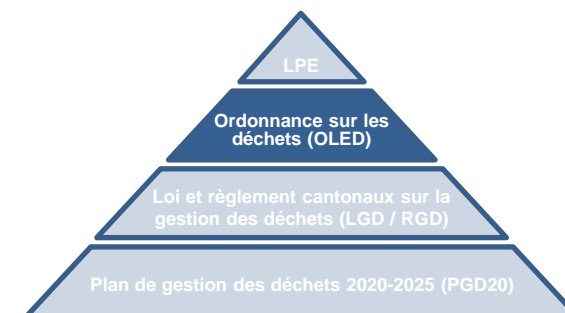 LPE
Ordonnance sur les
déchets (OLED)
Loi et règlement cantonaux sur la
gestion des déchets (LGD / RGD)
Plan de gestion des déchets 2020-2025 (PGD20)